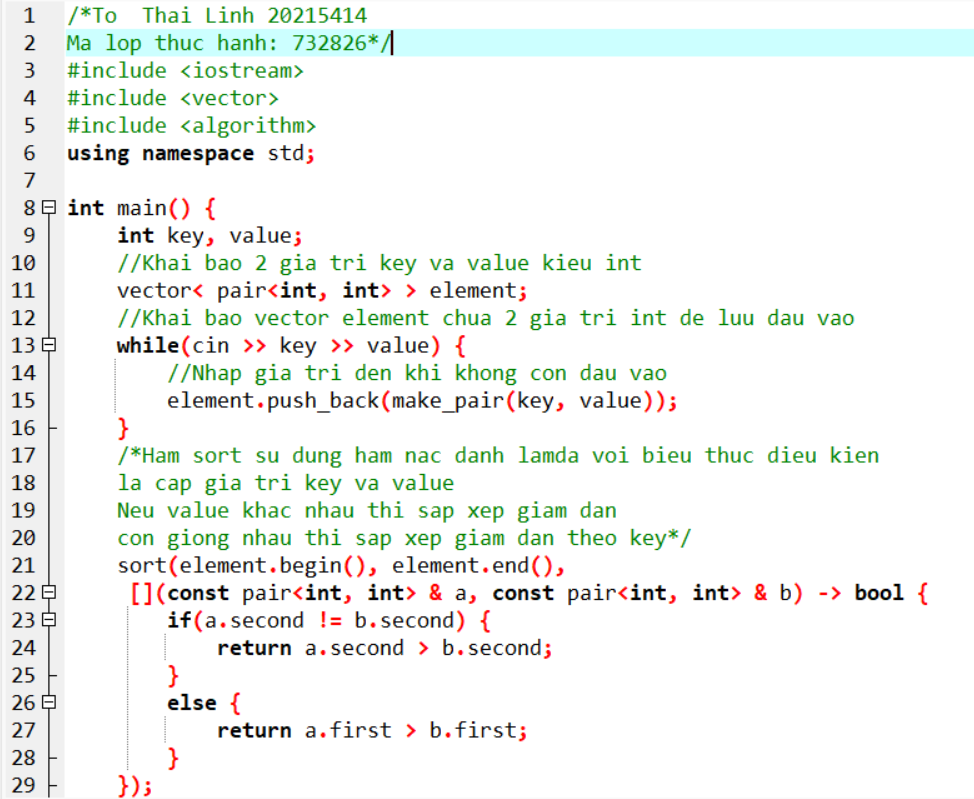 1 /*To  Thai Linh 20215414
2 Ma lop thuc hanh: 732826*/
3 #include <iostream>
4 #include <vector>
5 #include <algorithm>
6 using namespace std;
7
8 int main() {
9     int key, value;
10     //Khai bao 2 gia tri key va value kieu int
11     vector< pair<int, int> > element;
12     //Khai bao vector element chua 2 gia tri int de luu dau vao
13     while(cin >> key >> value) {
14         //Nhap gia tri den khi khong con dau vao
15         element.push_back(make_pair(key, value));
16     }
17     /*Ham sort su dung ham nac danh lamda voi bieu thuc dieu kien
18     la cap gia tri key va value
19     Neu value khac nhau thi sap xep giam dan
20     con giong nhau thi sap xep giam dan theo key*/
21     sort(element.begin(), element.end(),
22      [](const pair<int, int> & a, const pair<int, int> & b) -> bool {
23         if(a.second != b.second) {
24             return a.second > b.second;
25         }
26         else {
27             return a.first > b.first;
28         }
29     });